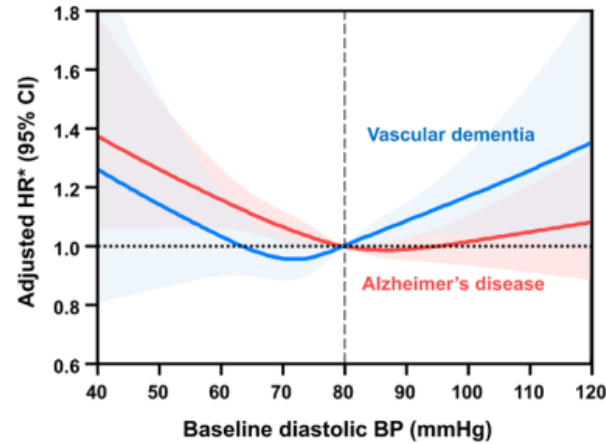 Adjusted HR* (95% CI)
1.8
1.6
1.4
1.2
1.0
0.8
0.6
Vascular dementia
Alzheimer's disease
40 50 60 70 80 90 100 110 120
Baseline diastolic BP (mmHg)